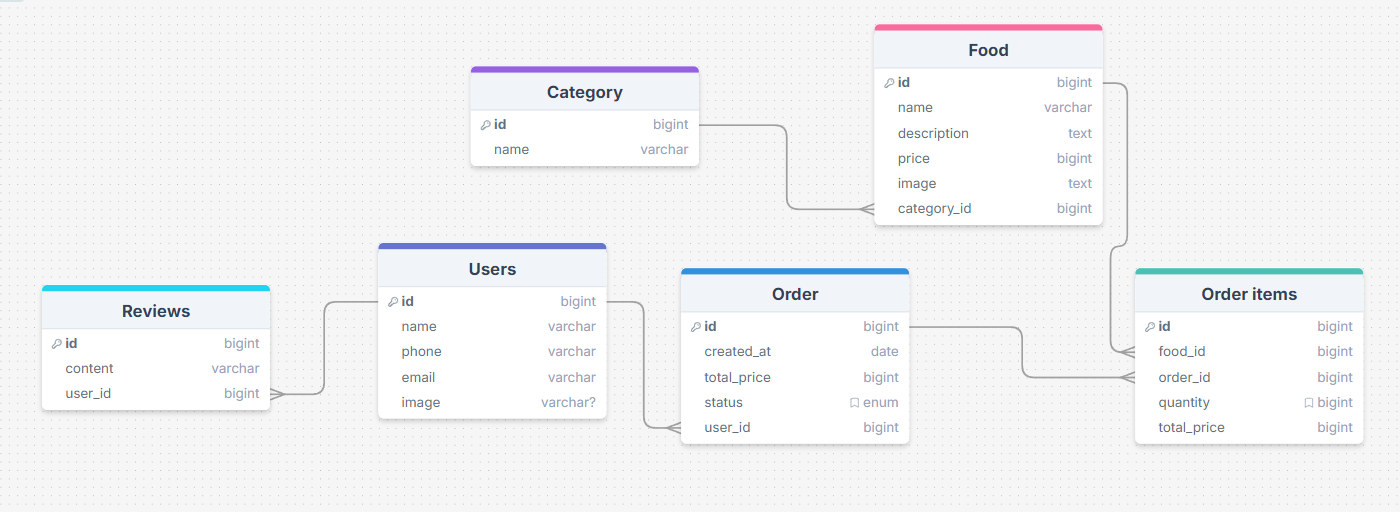 Food
id bigint
name varchar
description text
price bigint
image text
category_id bigint
Category
id bigint
name varchar
Users
id bigint
name varchar
phone varchar
email varchar
image varchar?
Reviews
id bigint
content varchar
user_id bigint
Order
id bigint
created_at date
total_price bigint
status enum
user_id bigint
Order items
id bigint
food_id bigint
order_id bigint
quantity bigint
total_price bigint